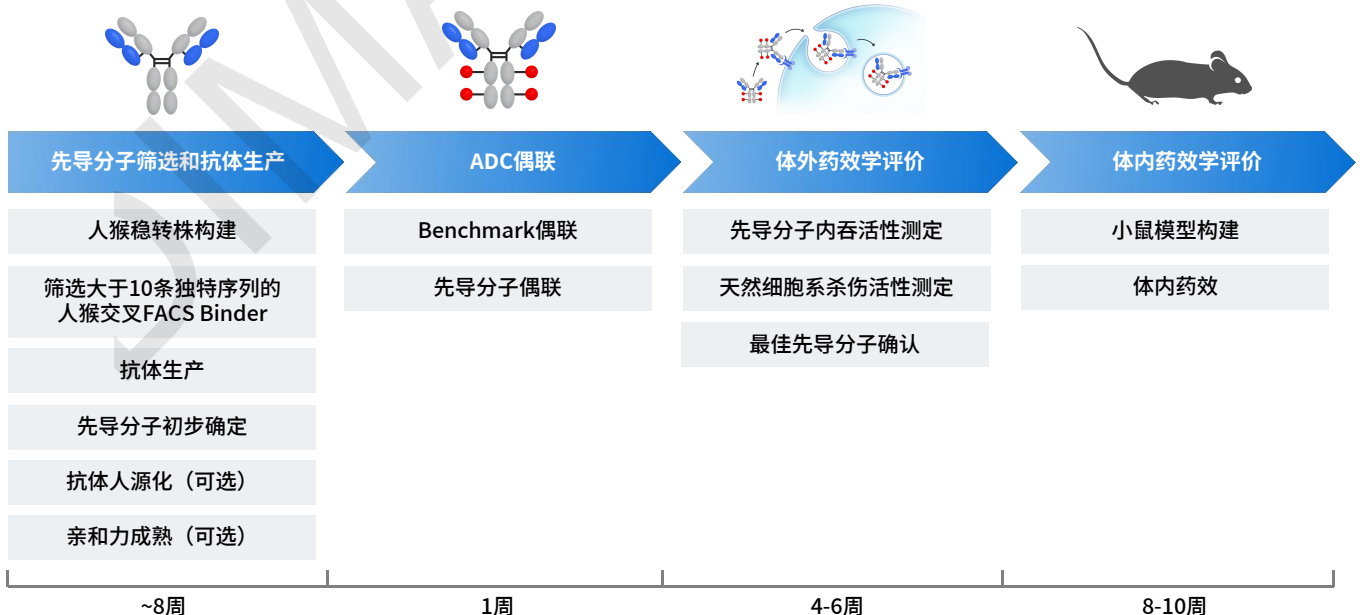 先导分子筛选和抗体生产
ADC偶联
体外药效学评价
体内药效学评价
人猴稳转株构建
筛选大于10条独特序列的
人猴交叉FACS Binder
抗体生产
先导分子初步确定
抗体人源化（可选）
亲和力成熟（可选）
Benchmark偶联
先导分子偶联
先导分子内吞活性测定
天然细胞系杀伤活性测定
最佳先导分子确认
小鼠模型构建
体内药效
~8周
1周
4-6周
8-10周